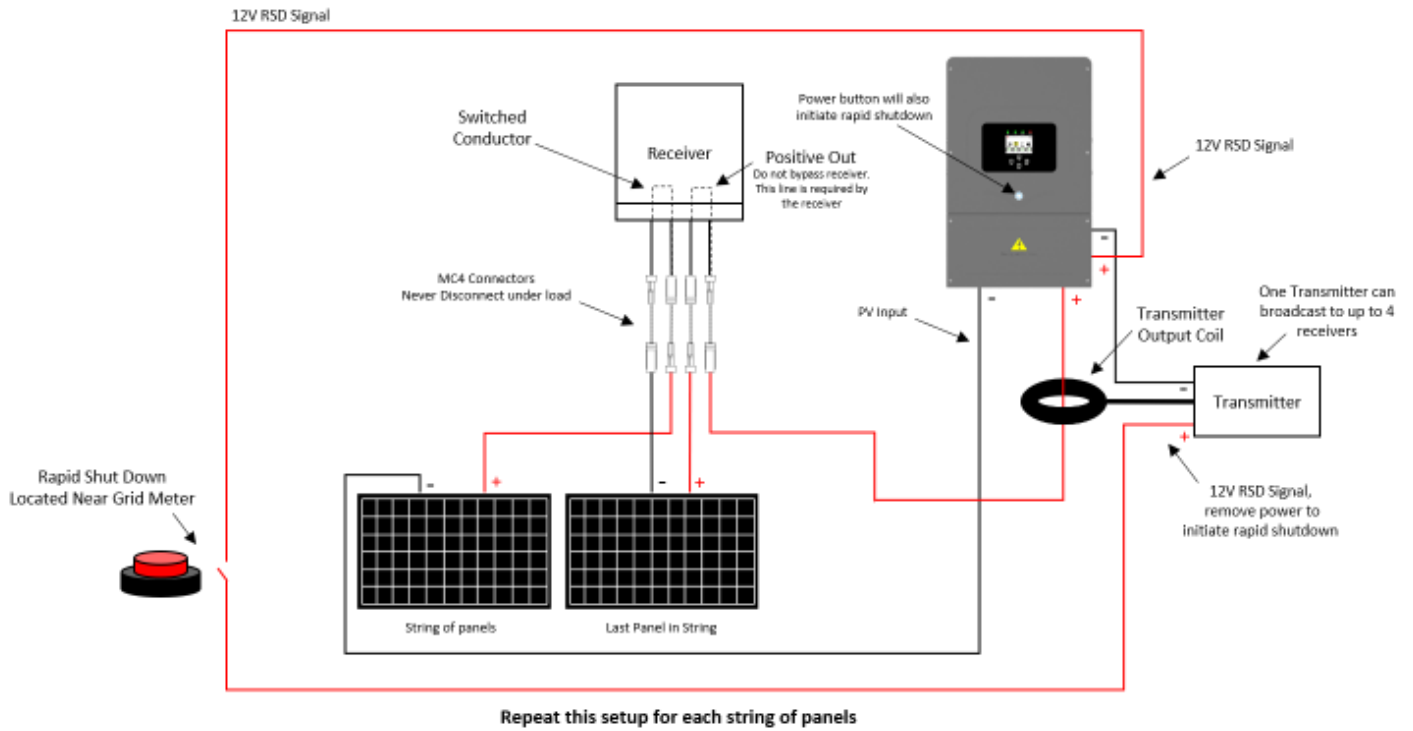 12V RSD Signal
Power button will also
initiate rapid shutdown
Switched
Conductor
Receiver
Positive Out
Do not bypass receiver.
This line is required by
the receiver
12V RSD Signal
-
+
MC4 Connectors
Never Disconnect under load
-
+
PV Input
Transmitter
Output Coil
One Transmitter can
broadcast to up to 4
receivers
-
Transmitter
+
Rapid Shut Down
Located Near Grid Meter
-
+
-
+
12V RSD Signal,
remove power to
initiate rapid shutdown
String of panels
Last Panel in String
Repeat this setup for each string of panels